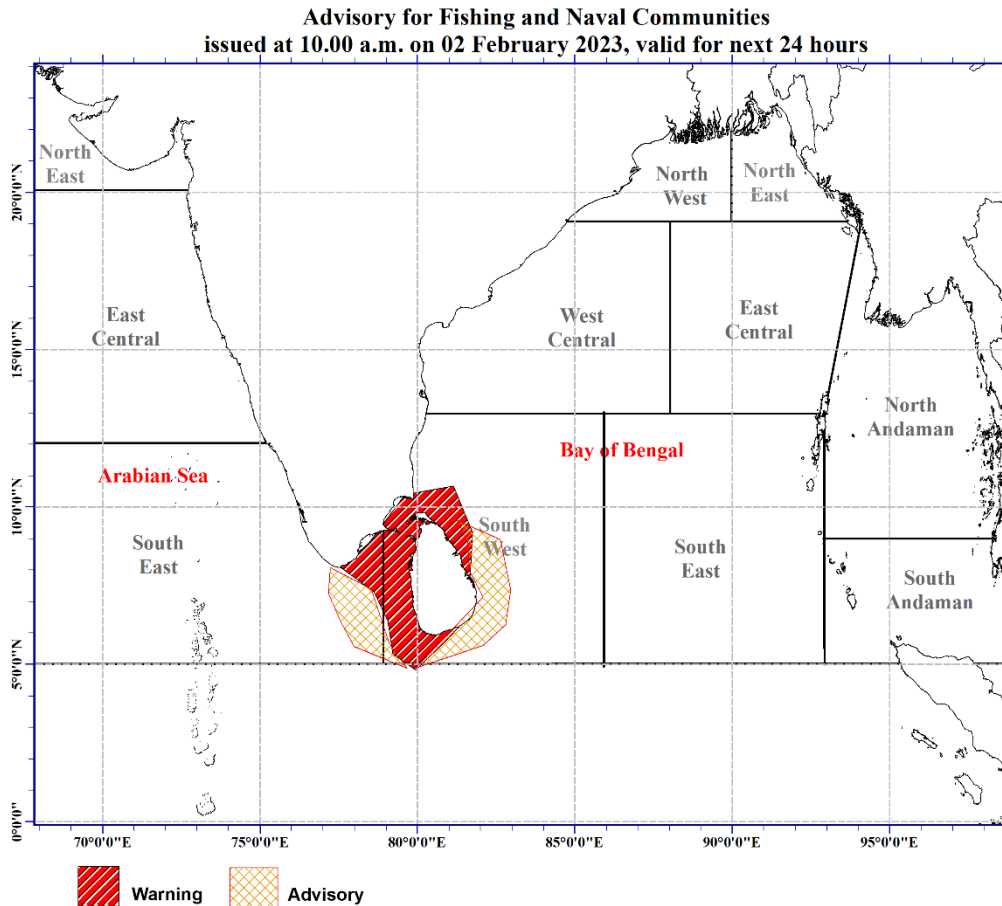 Advisory for Fishing and Naval Communities
issued at 10.00 a.m. on 02 February 2023, valid for next 24 hours
North
East
North
West
North
East
20°0'0"N
East
Central
West
Central
East
Central
15°0'0"N
North
Andaman
Arabian Sea
Bay of Bengal
10°0'0"N
South
East
South
West
South
East
South
Andaman
5°0'0"N
0°0'0"
70°0'0"E
75°0'0"E
80°0'0"E
85°0'0"E
90°0'0"E
95°0'0"E
Warning
Advisory